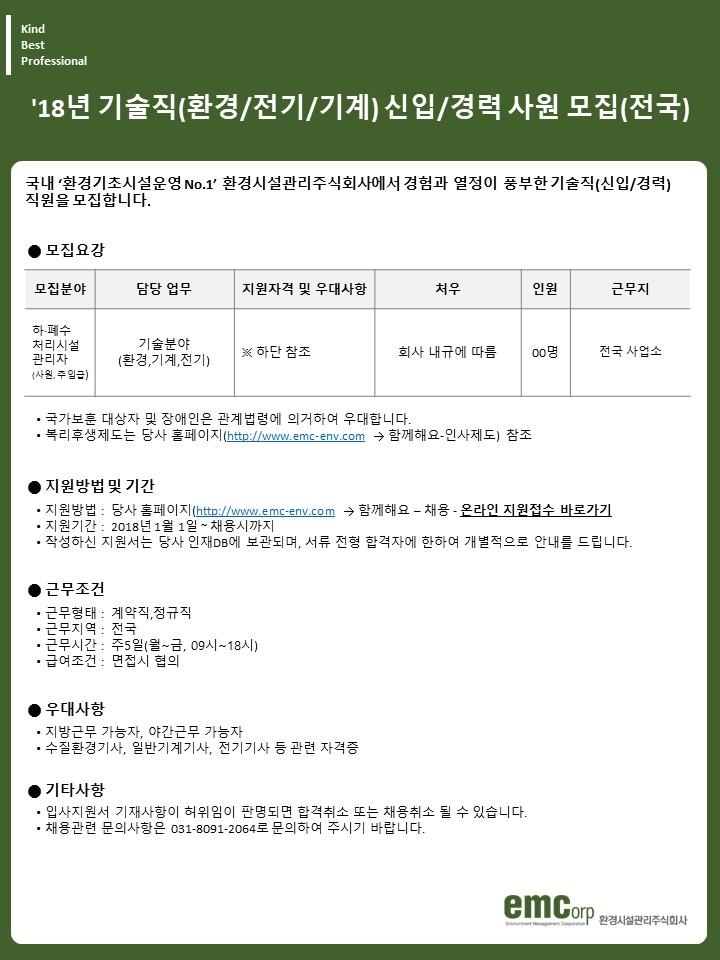 Kind
Best
Professional
'18년 기술직(환경/전기/기계) 신입/경력 사원 모집(전국)
국내 ‘환경기초시설운영 No.1’ 환경시설관리주식회사에서 경험과 열정이 풍부한 기술직(신입/경력)
직원을 모집합니다.
● 모집요강
모집분야 담당 업무 지원자격 및 우대사항 처우 인원 근무지
하·폐수
처리시설
관리자
(사원, 주임급)
기술분야
(환경,기계,전기)
※ 하단 참조
회사 내규에 따름
00명
전국 사업소
• 국가보훈 대상자 및 장애인은 관계법령에 의거하여 우대합니다.
• 복리후생제도는 당사 홈페이지(http://www.emc-env.com → 함께해요-인사제도) 참조
● 지원방법 및 기간
• 지원방법 : 당사 홈페이지(http://www.emc-env.com → 함께해요 – 채용 - 온라인 지원접수 바로가기
• 지원기간 : 2018년 1월 1일 ~ 채용시까지
• 작성하신 지원서는 당사 인재DB에 보관되며, 서류 전형 합격자에 한하여 개별적으로 안내를 드립니다.
● 근무조건
• 근무형태 : 계약직,정규직
• 근무지역 : 전국
• 근무시간 : 주5일(월~금, 09시~18시)
• 급여조건 : 면접시 협의
● 우대사항
• 지방근무 가능자, 야간근무 가능자
• 수질환경기사, 일반기계기사, 전기기사 등 관련 자격증
● 기타사항
• 입사지원서 기재사항이 허위임이 판명되면 합격취소 또는 채용취소 될 수 있습니다.
• 채용관련 문의사항은 031-8091-2064로 문의하여 주시기 바랍니다.
emCorp 환경시설관리주식회사
Environment Management Corporation